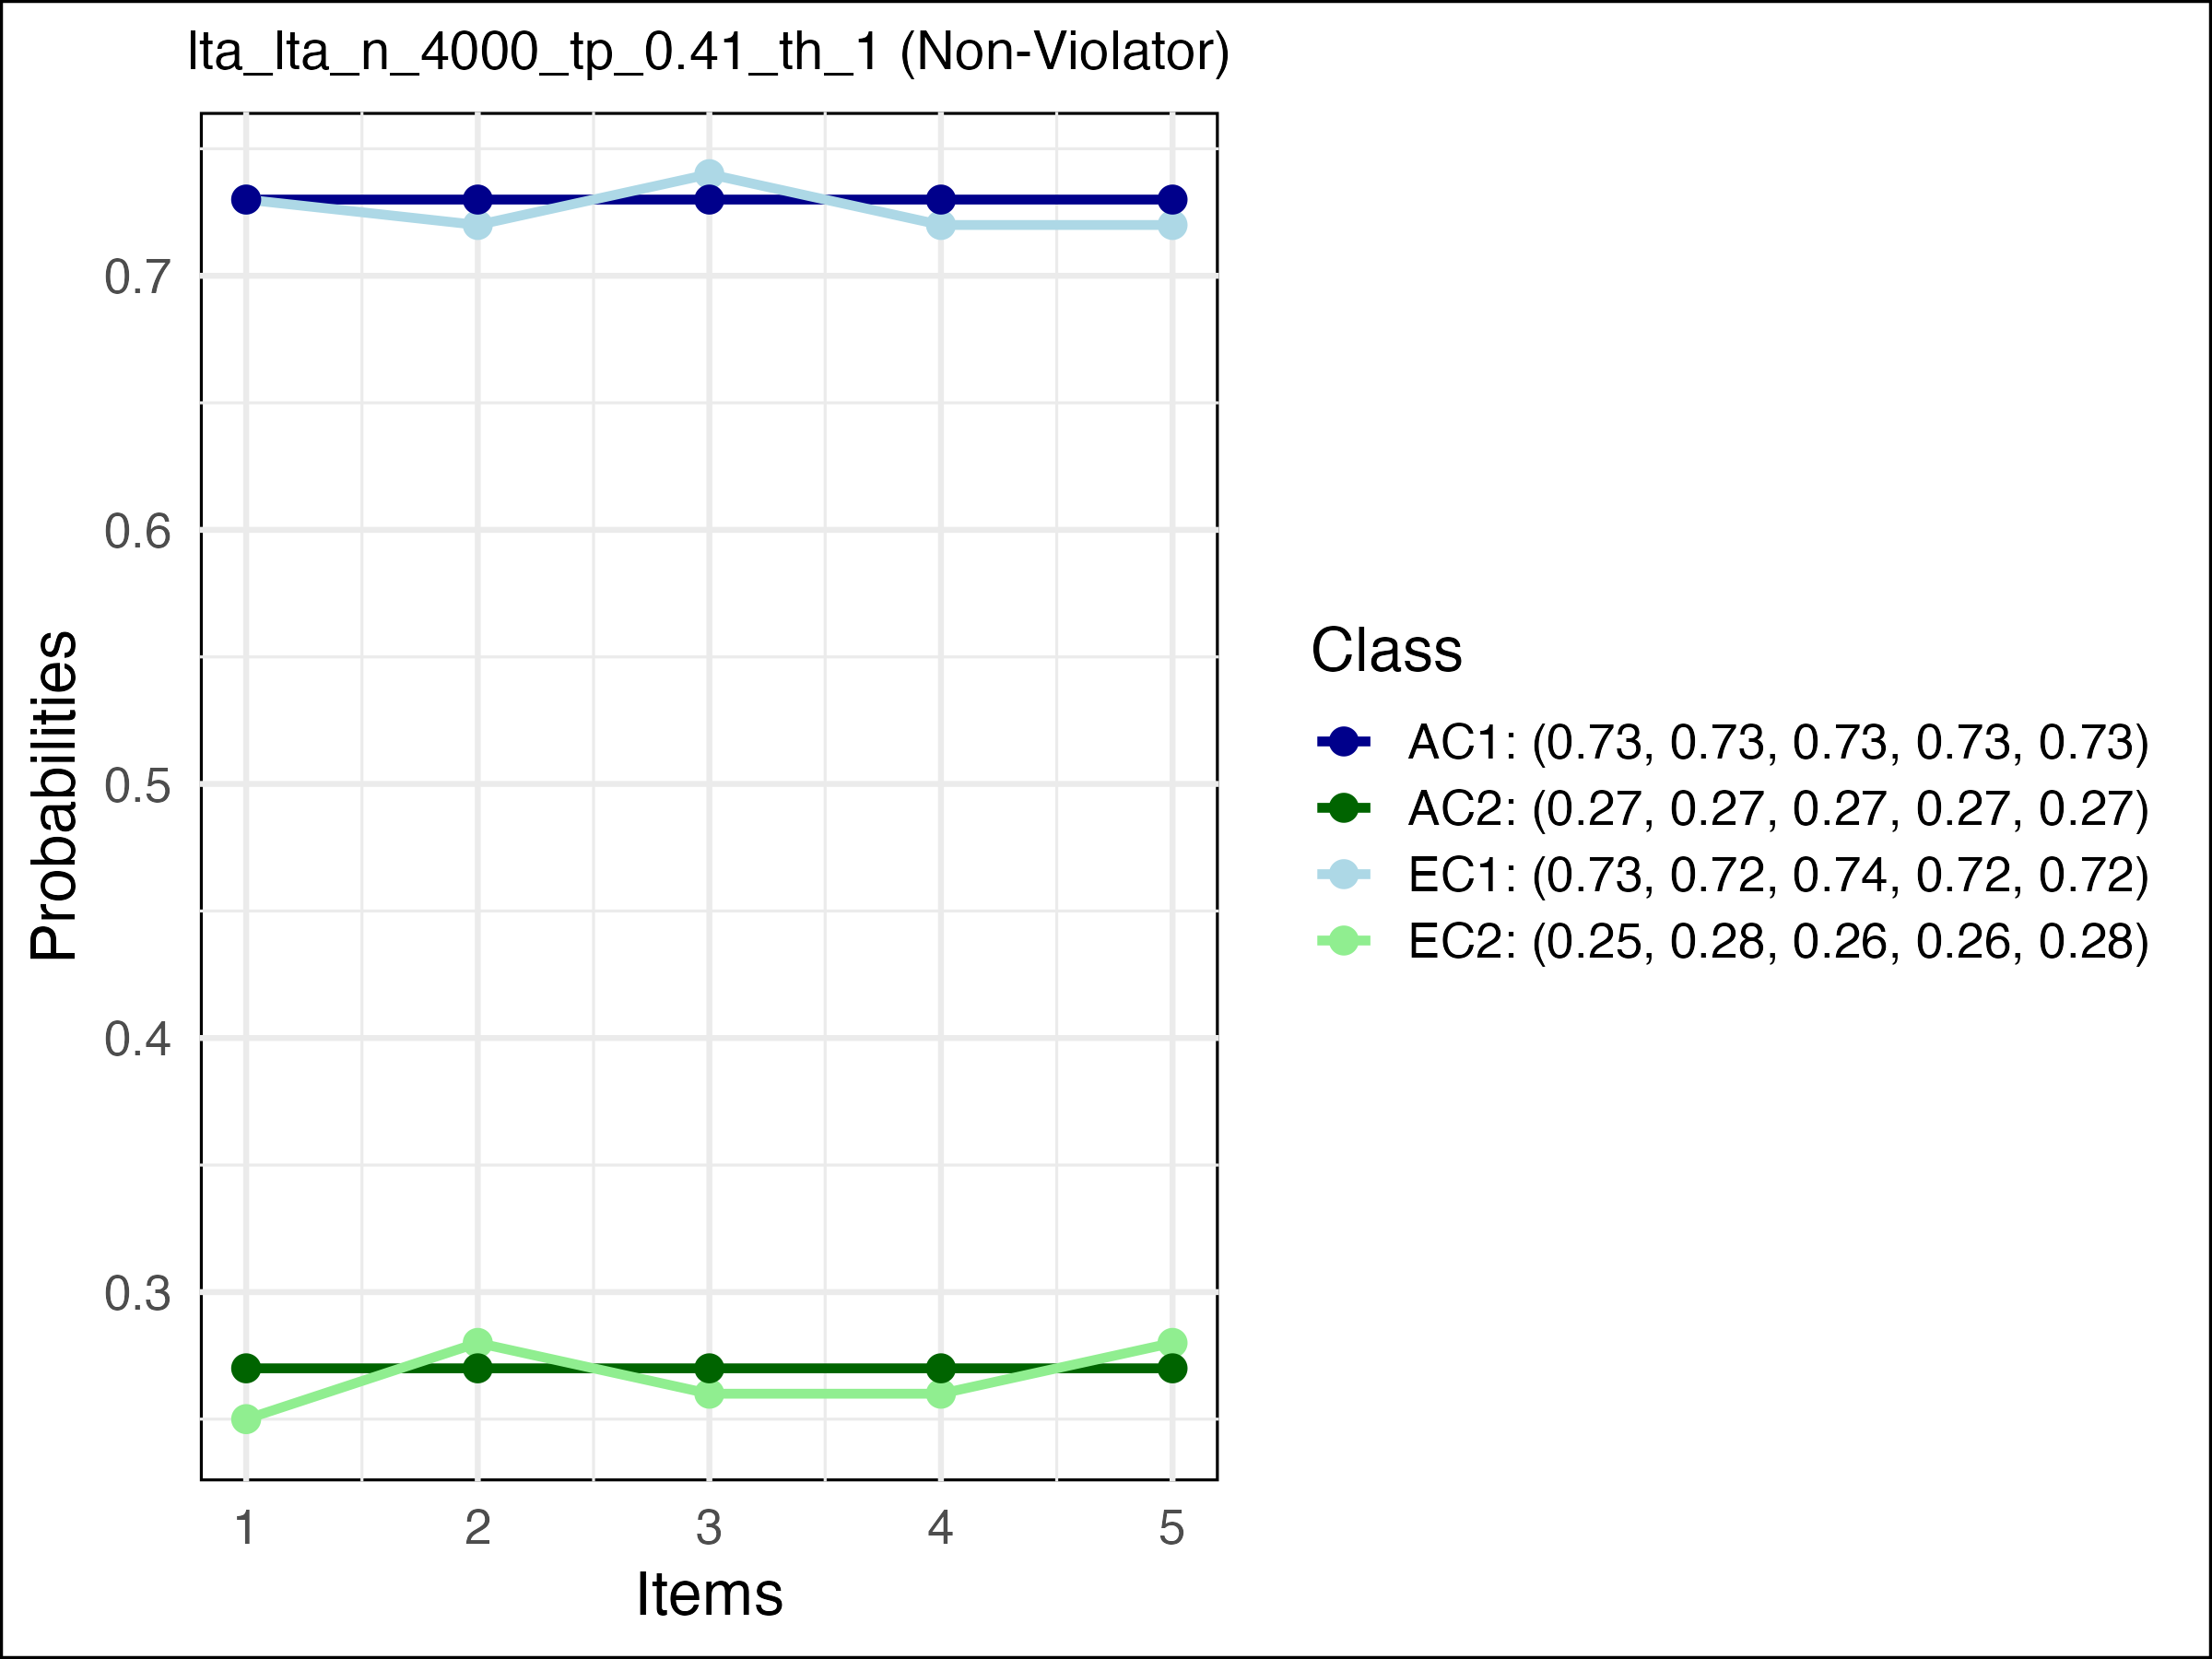 lta_lta_n_4000_tp_0.41_th_1 (Non-Violator)
Probabilities
0.7
0.6
0.5
0.4
0.3
1 2 3 4 5
Items
Class
AC1: (0.73, 0.73, 0.73, 0.73, 0.73)
AC2: (0.27, 0.27, 0.27, 0.27, 0.27)
EC1: (0.73, 0.72, 0.74, 0.72, 0.72)
EC2: (0.25, 0.28, 0.26, 0.26, 0.28)